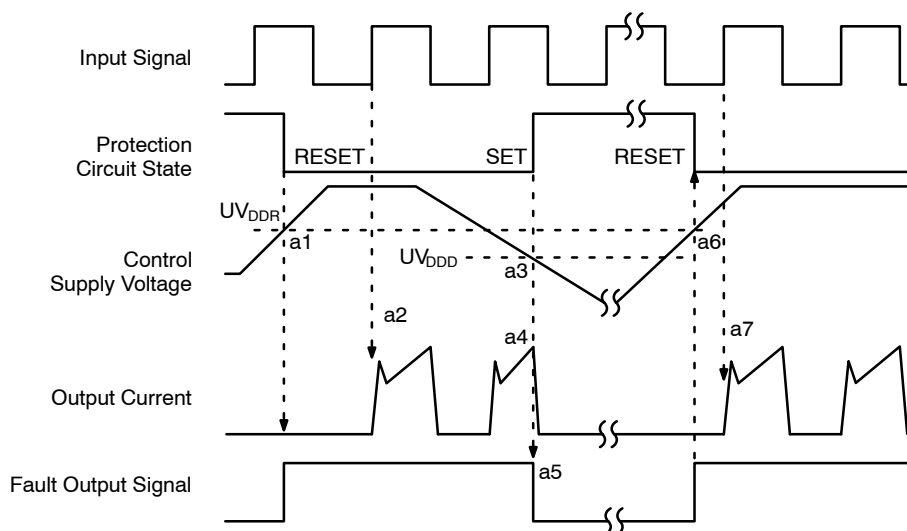 Input Signal
Protection
Circuit State
RESET
SET
RESET
UVDDR
a1
a6
Control
Supply Voltage
UVDDD
a3
a2
a4
a7
Output Current
a5
Fault Output Signal